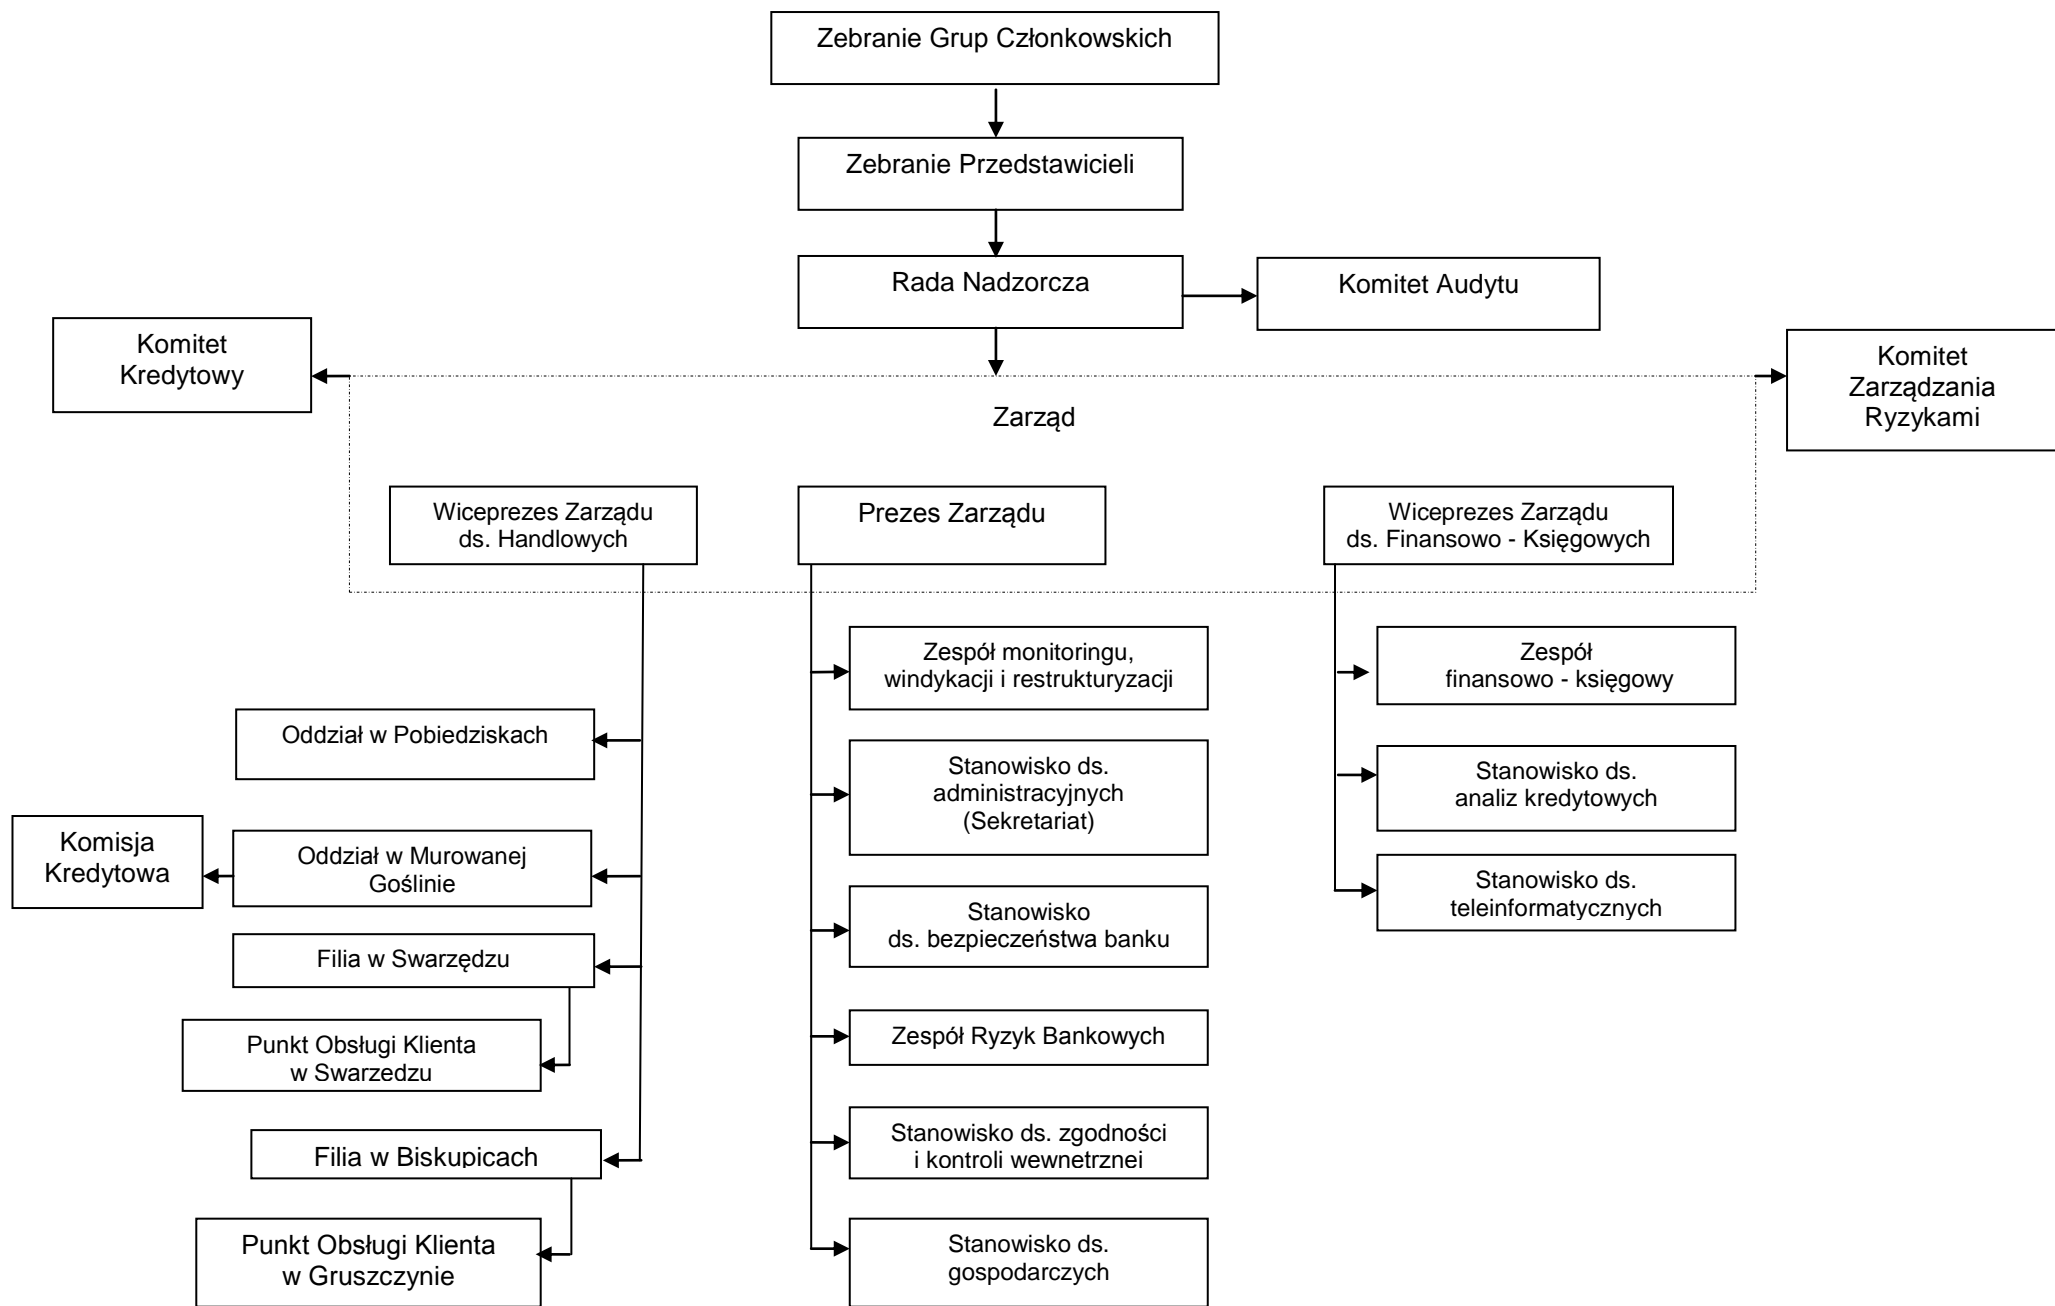 Zebranie Grup Członkowskich
Zebranie Przedstawicieli
Rada Nadzorcza
Komitet Audytu
Komitet
Kredytowy
Komitet
Zarządzania
Ryzykami
Zarząd
Wiceprezes Zarządu
ds. Handlowych
Prezes Zarządu
Wiceprezes Zarządu
ds. Finansowo - Księgowych
Oddział w Pobiedziskach
Komisja
Kredytowa
Oddział w Murowanej
Goślinie
Filia w Swarzędzu
Punkt Obsługi Klienta
w Swarzedzu
Filia w Biskupicach
Punkt Obsługi Klienta
w Gruszczynie
Zespół monitoringu,
windykacji i restrukturyzacji
Stanowisko ds.
administracyjnych
(Sekretariat)
Stanowisko
ds. bezpieczeństwa banku
Zespół Ryzyk Bankowych
Stanowisko ds. zgodności
i kontroli wewnetrznei
Stanowisko ds.
gospodarczych
Zespół
finansowo - księgowy
Stanowisko ds.
analiz kredytowych
Stanowisko ds.
teleinformatycznych